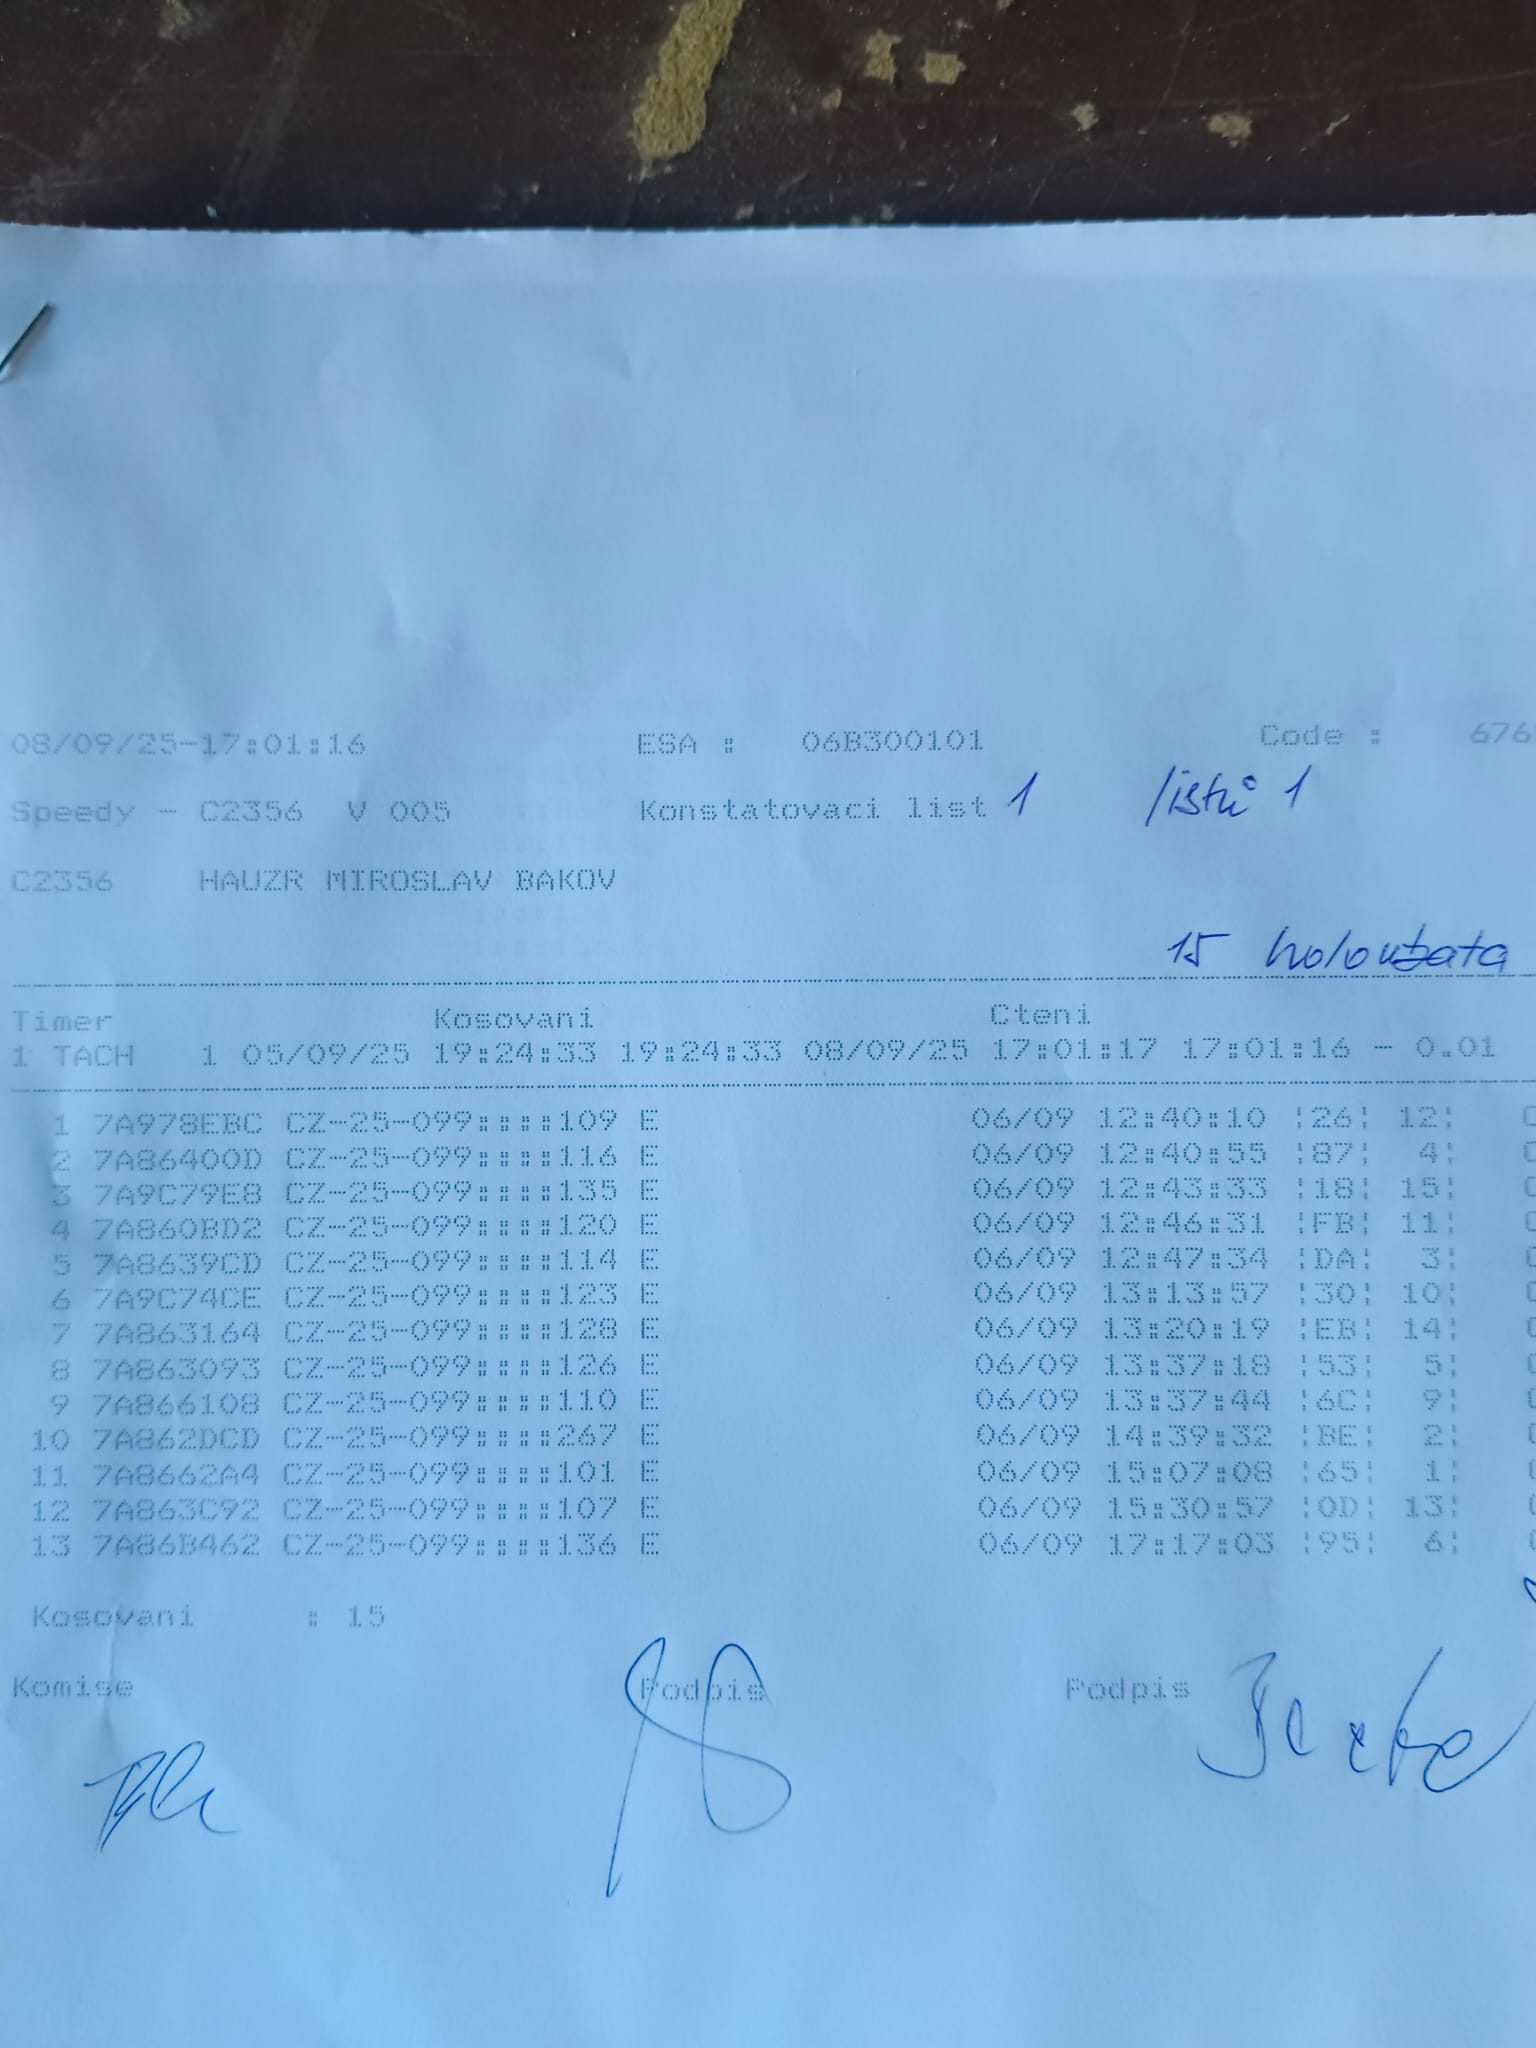 08/09/25-17:01:16 ESA : 06B300101 Code : 676
Speedy - C2356 V 005 Konstatovaci list 1 listů 1
C2356 HAUZR MIROSLAV BAKOV
15 holoubata
Timer Kosovani Cteni
1 TACH 1 05/09/25 19:24:33 19:24:33 08/09/25 17:01:17 17:01:16 - 0.01
1 7A978EBC CZ-25-099::::109 E 06/09 12:40:10 ¦26¦ 12¦
2 7A86400D CZ-25-099::::116 E 06/09 12:40:55 ¦87¦ 4¦
3 7A9C79E8 CZ-25-099::::135 E 06/09 12:43:33 ¦18¦ 15¦
4 7A860BD2 CZ-25-099::::120 E 06/09 12:46:31 ¦FB¦ 11¦
5 7A8639CD CZ-25-099::::114 E 06/09 12:47:34 ¦DA¦ 3¦
6 7A9C74CE CZ-25-099::::123 E 06/09 13:13:57 ¦30¦ 10¦
7 7A863164 CZ-25-099::::128 E 06/09 13:20:19 ¦EB¦ 14¦
8 7A863093 CZ-25-099::::126 E 06/09 13:37:18 ¦53¦ 5¦
9 7A866108 CZ-25-099::::110 E 06/09 13:37:44 ¦6C¦ 9¦
10 7A862DCD CZ-25-099::::267 E 06/09 14:39:32 ¦BE¦ 2¦
11 7A8662A4 CZ-25-099::::101 E 06/09 15:07:08 ¦65¦ 1¦
12 7A863C92 CZ-25-099::::107 E 06/09 15:30:57 ¦0D¦ 13¦
13 7A86B462 CZ-25-099::::136 E 06/09 17:17:03 ¦95¦ 6¦
Kosovani : 15
Komise Podpis Podpis